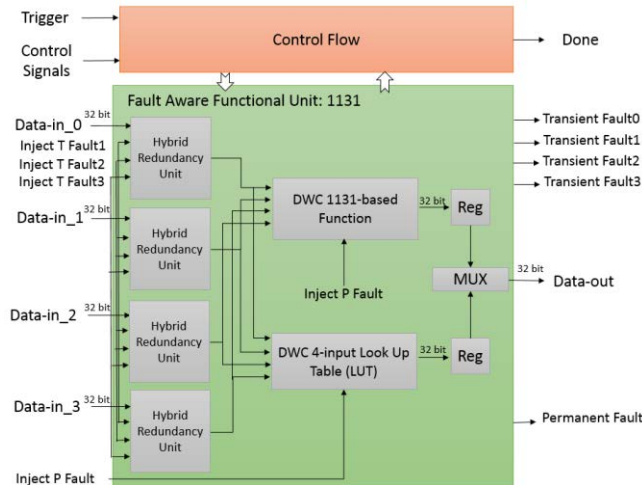 Trigger
Control
Signals
Control Flow
Done
Fault Aware Functional Unit: 1131
32 bit
Data-in_0
Inject T Fault1
Inject T Fault2
Inject T Fault3
Hybrid
Redundancy
Unit
Transient Fault0
Transient Fault1
Transient Fault2
Transient Fault3
DWC 1131-based
Function
32 bit
Reg
32 bit
Data-in_1
Hybrid
Redundancy
Unit
Inject P Fault
MUX
32 bit
Data-out
Data-in_2
32 bit
Hybrid
Redundancy
Unit
DWC 4-input Look Up
Table (LUT)
32 bit
Reg
Data-in_3
32 bit
Hybrid
Redundancy
Unit
Permanent Fault
Inject P Fault